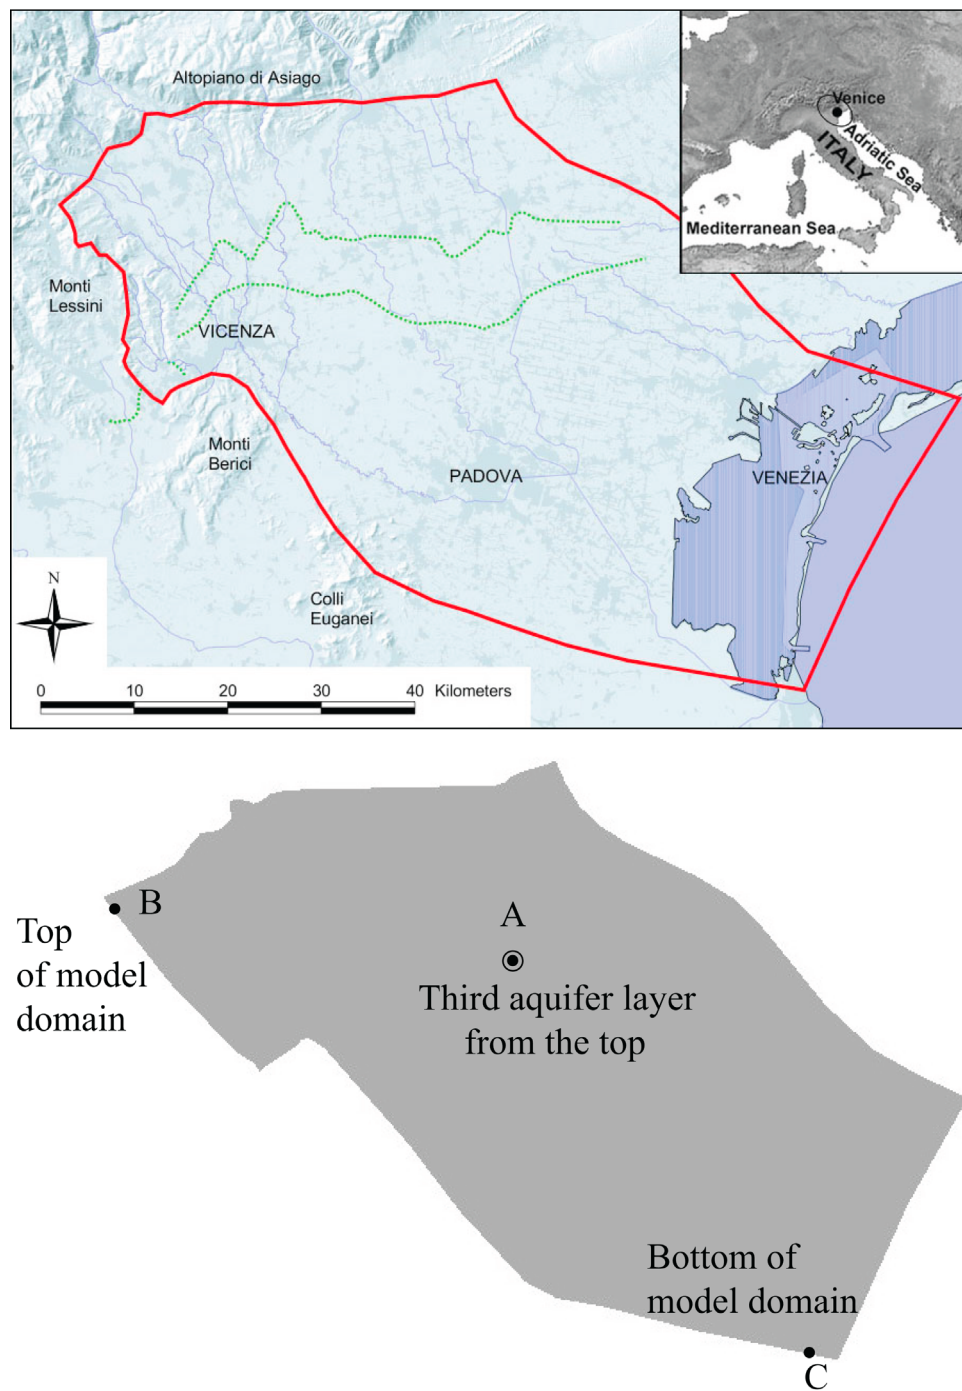 Altopiano di Asiago
Venice
ITALY
Adriatic Sea
Mediterranean Sea
Monti
Lessini
VICENZA
Monti
Berici
PADOVA
VENEZIA
Colli
Euganei
N
0 10 20 30 40 Kilometers
B
A
Top
of model
domain
Third aquifer layer
from the top
Bottom of
model domain
C